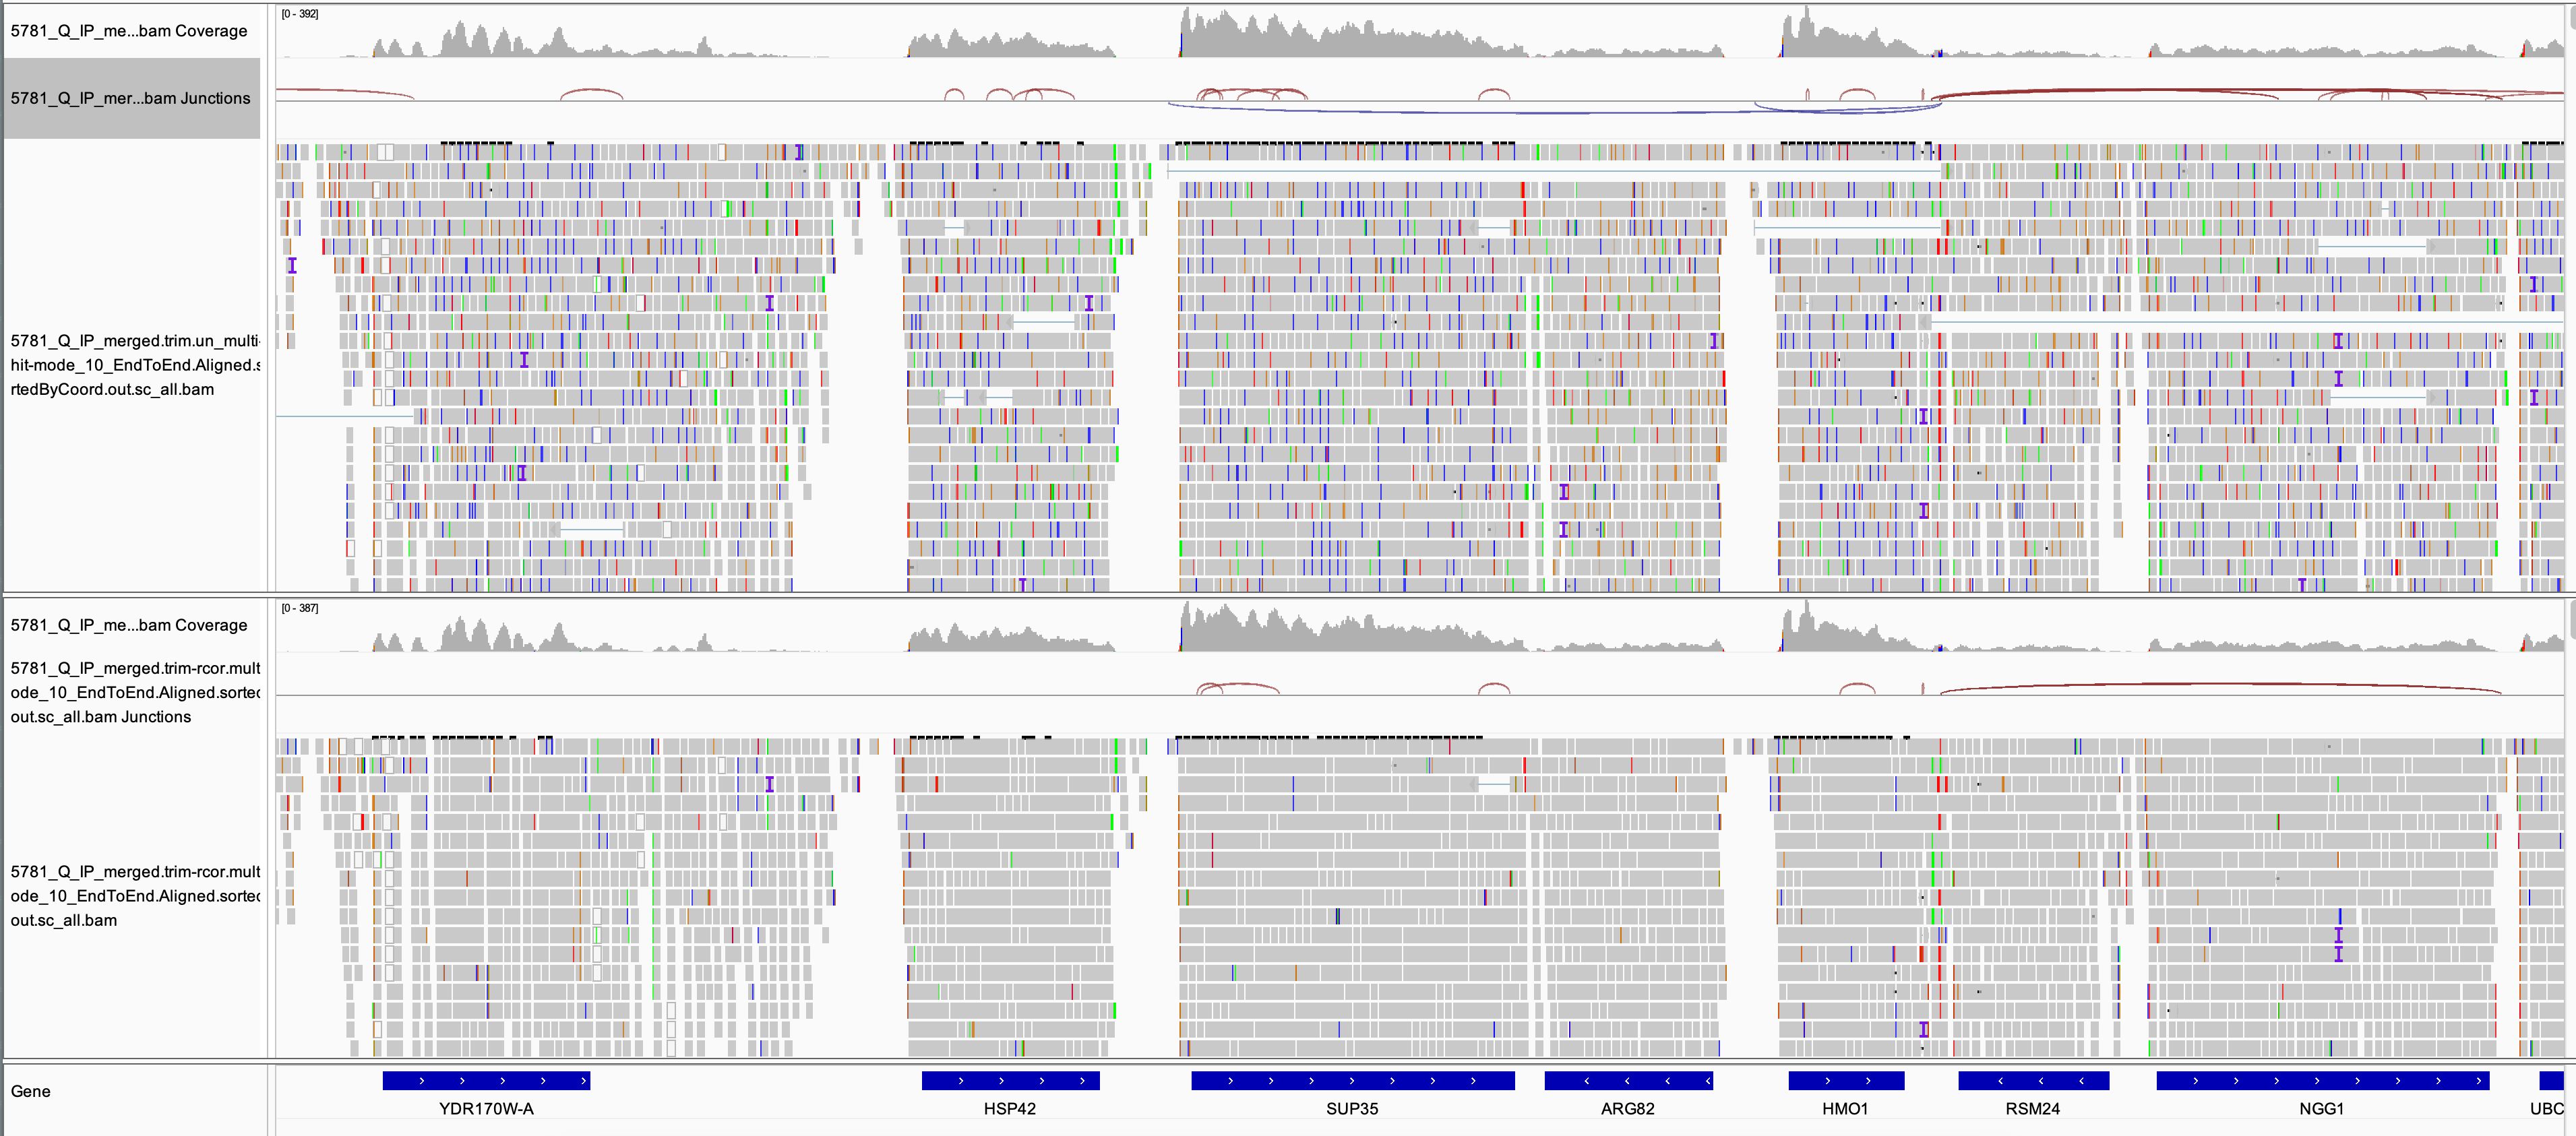 [0 - 392]
5781_Q_IP_me...bam Coverage
5781_Q_IP_mer...bam Junctions
5781_Q_IP_merged.trim.un_multi-
hit-mode_10_EndToEnd.Aligned.s
rtedByCoord.out.sc_all.bam
[0 - 387]
5781_Q_IP_me...bam Coverage
5781_Q_IP_merged.trim-rcor.mult
ode_10_EndToEnd.Aligned.sorted
out.sc_all.bam Junctions
5781_Q_IP_merged.trim-rcor.mult
ode_10_EndToEnd.Aligned.sorted
out.sc_all.bam
Gene
YDR170W-A HSP42 SUP35 ARG82 HMO1 RSM24 NGG1 UBC